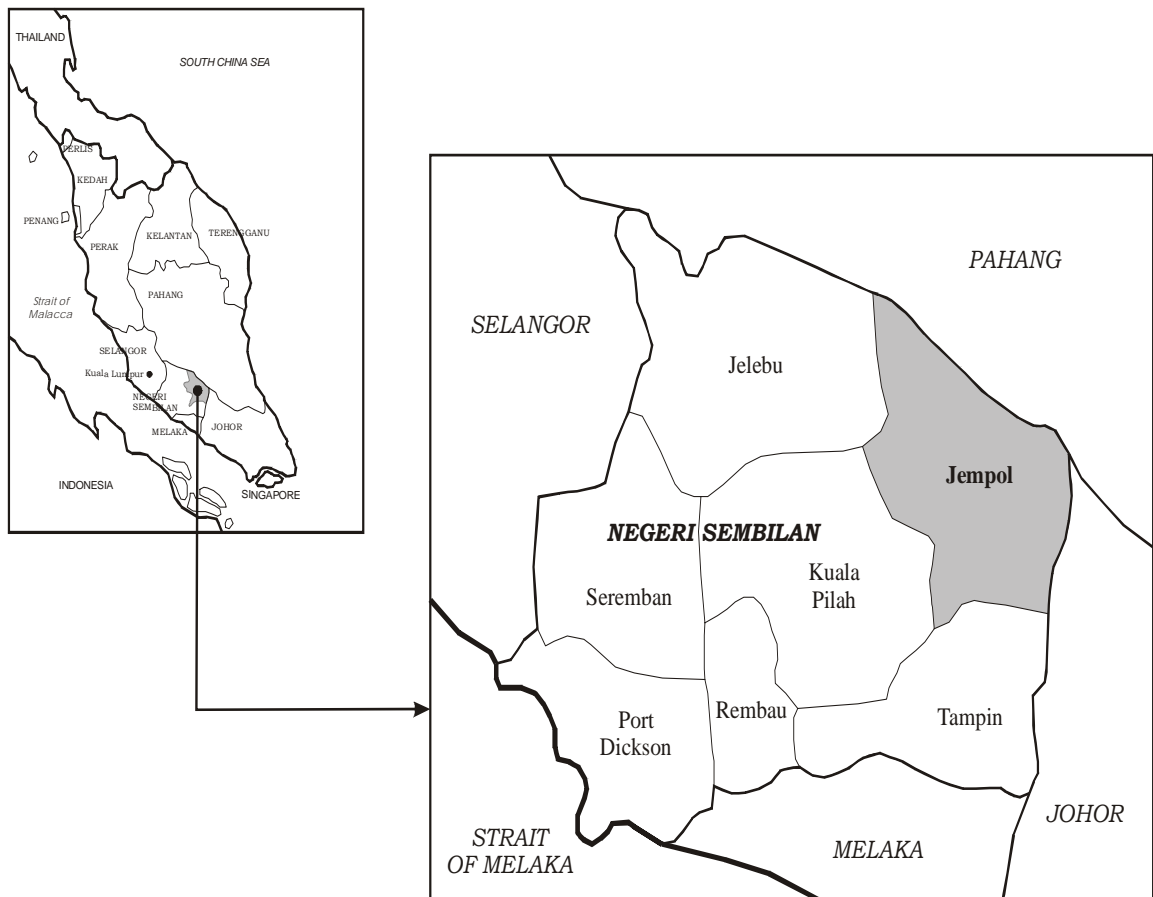 THAILAND
SOUTH CHINA SEA
PERLIS
KEDAH
PENANG
PERAK
KELANTAN
TERENGGANU
PAHANG
Strait of
Malacca
SELANGOR
Kuala Lumpur
NEGERI
SEMBILAN
MELAKA
JOHOR
INDONESIA
SINGAPORE
PAHANG
SELANGOR
Jelebu
Jempol
NEGERI SEMBILAN
Kuala
Pilah
Seremban
Rembau
Port
Dickson
Tampin
JOHOR
STRAIT
OF MELAKA
MELAKA